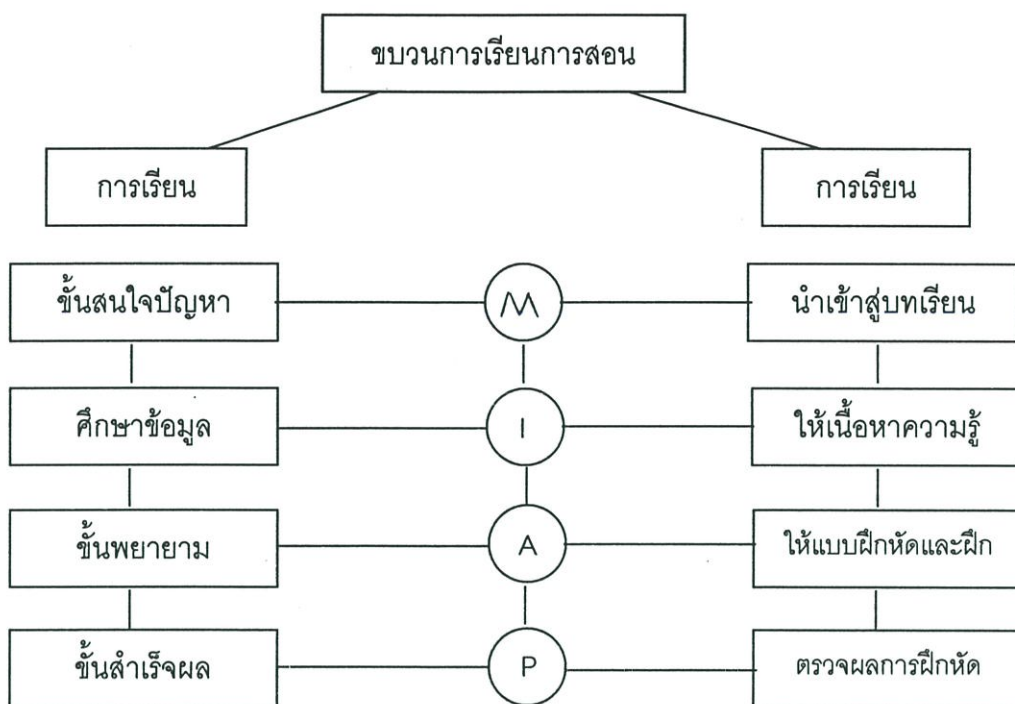 ขบวนการเรียนการสอน
การเรียน
การเรียน
ขั้นสนใจปัญหา
M
นำเข้าสู่บทเรียน
ศึกษาข้อมูล
I
ให้เนื้อหาความรู้
ขั้นพยายาม
A
ให้แบบฝึกหัดและฝึก
ขั้นสำเร็จผล
P
ตรวจผลการฝึกหัด